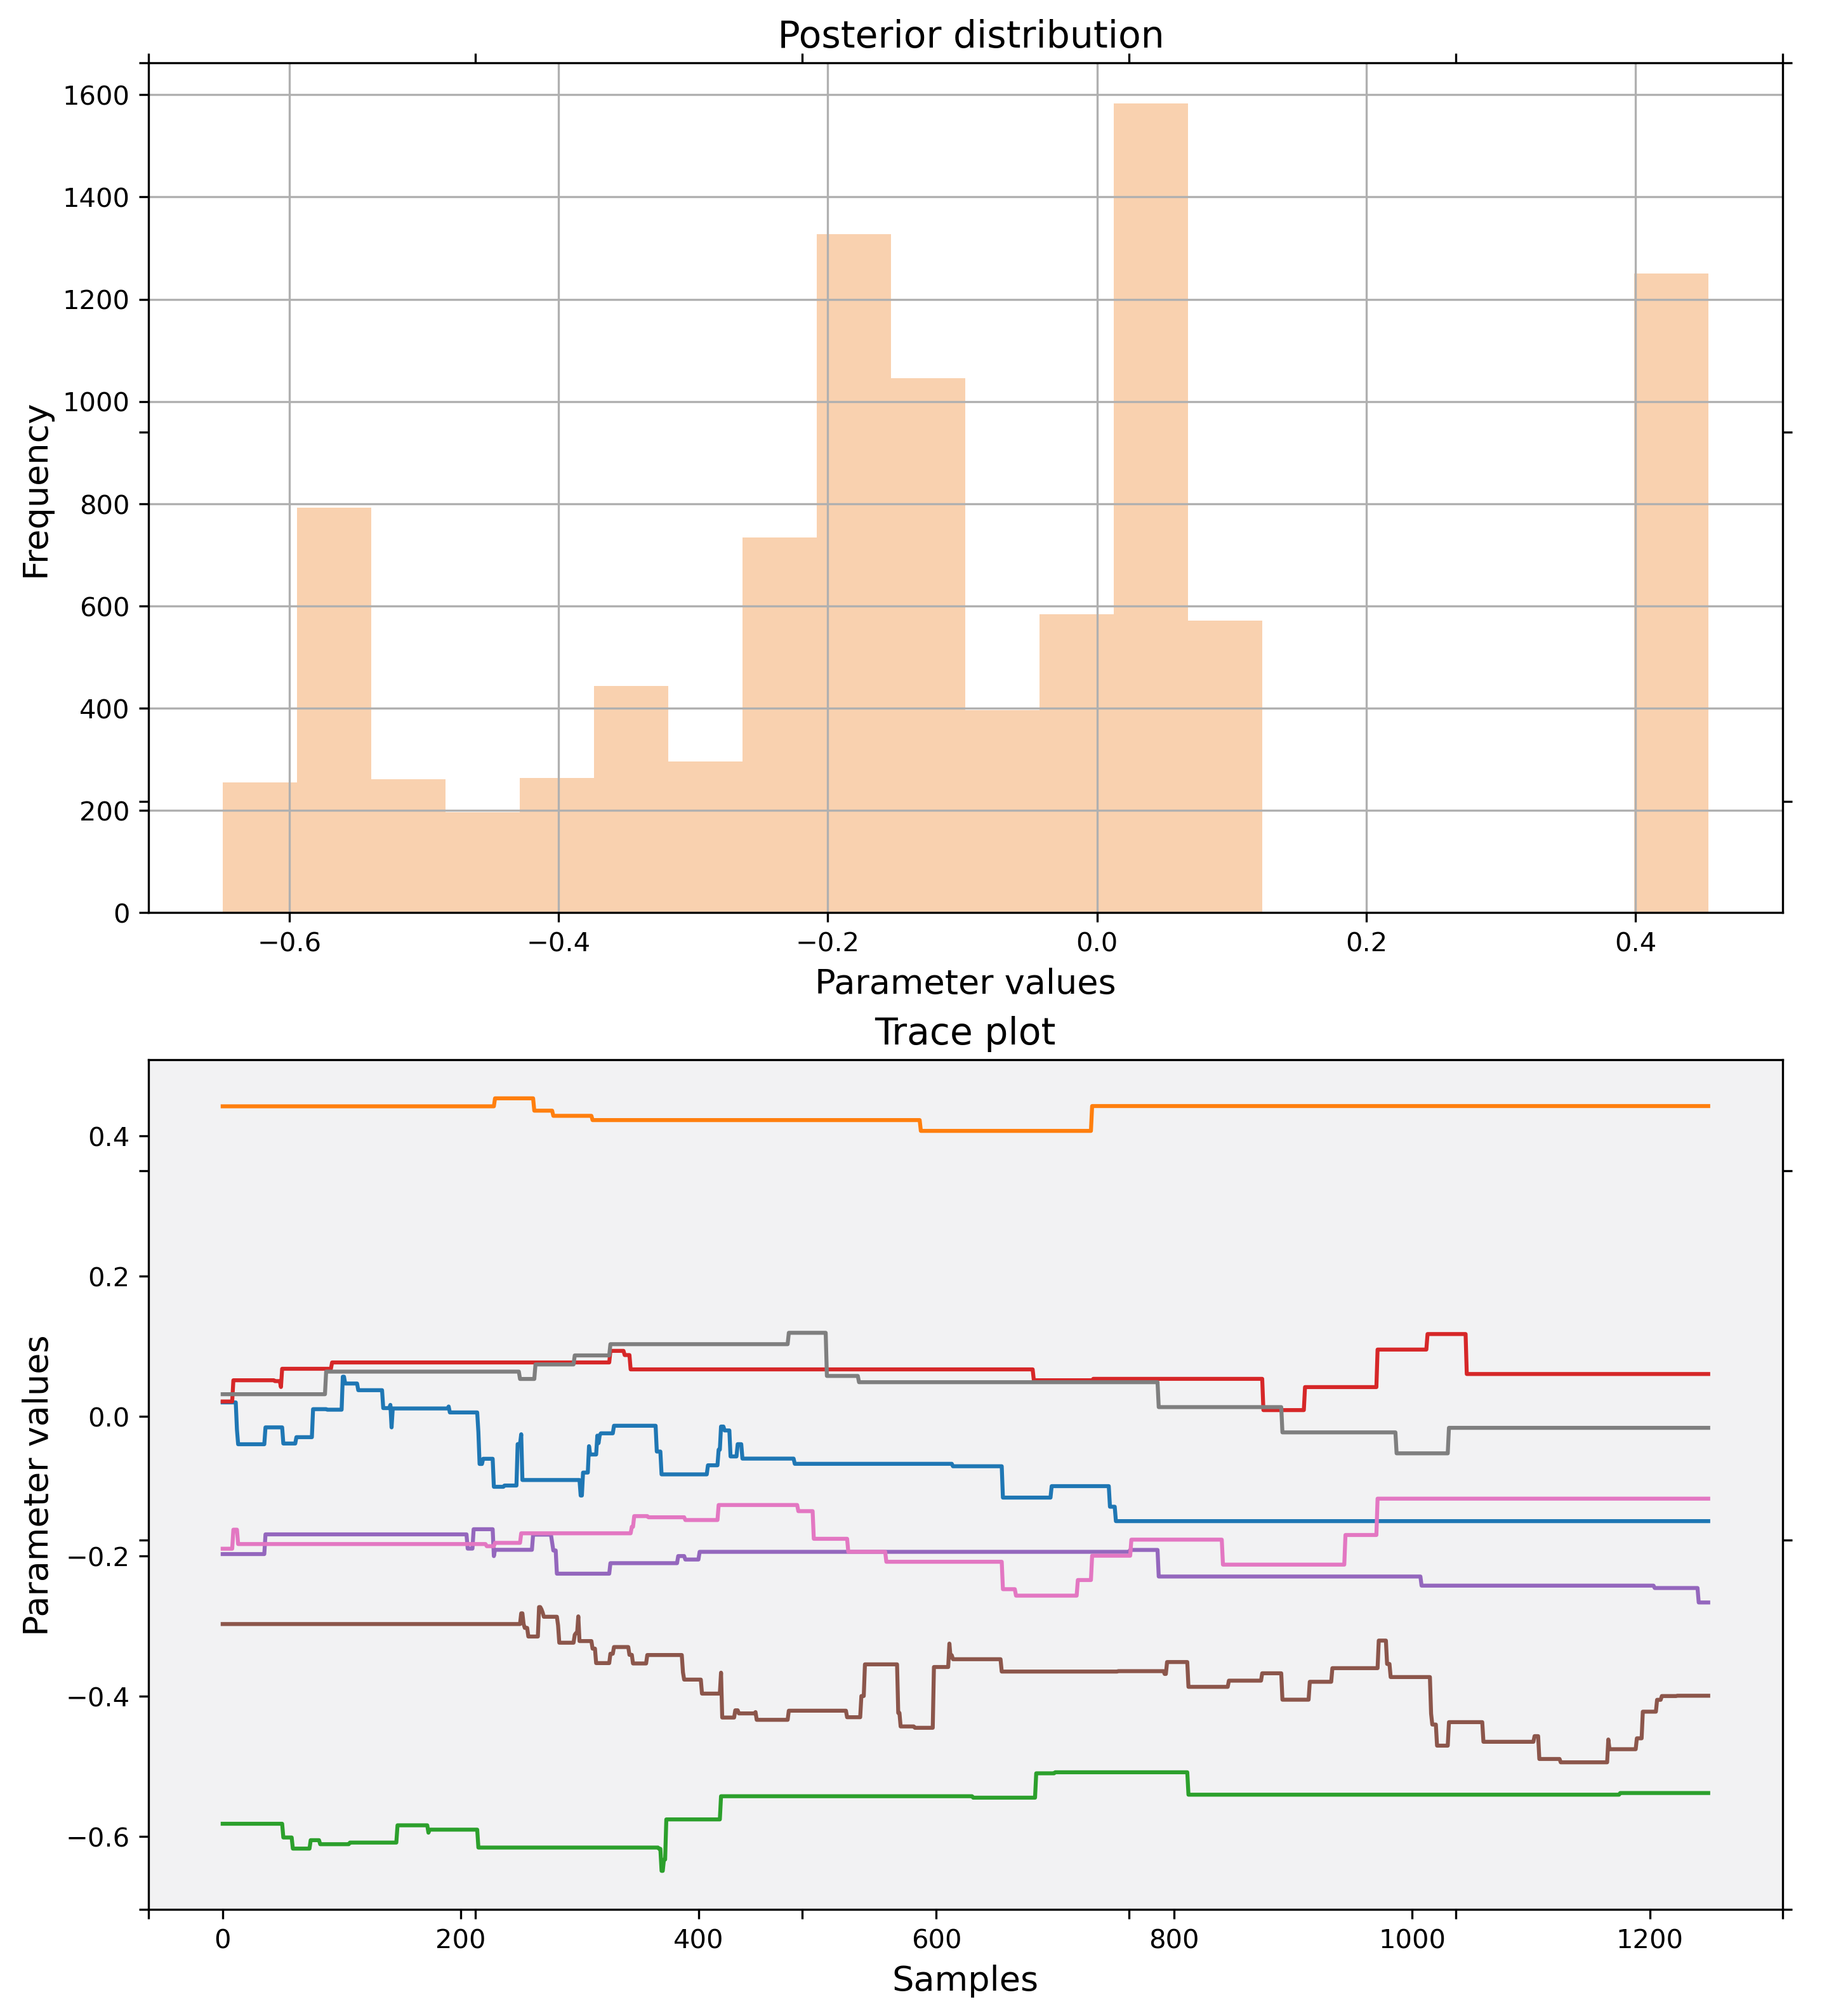 Posterior distribution
1600
1400
1200
1000
800
600
400
200
0
Frequency
−0.6 −0.4 −0.2 0.0 0.2 0.4
Parameter values
Trace plot
0.4
0.2
0.0
−0.2
−0.4
−0.6
Parameter values
0 200 400 600 800 1000 1200
Samples